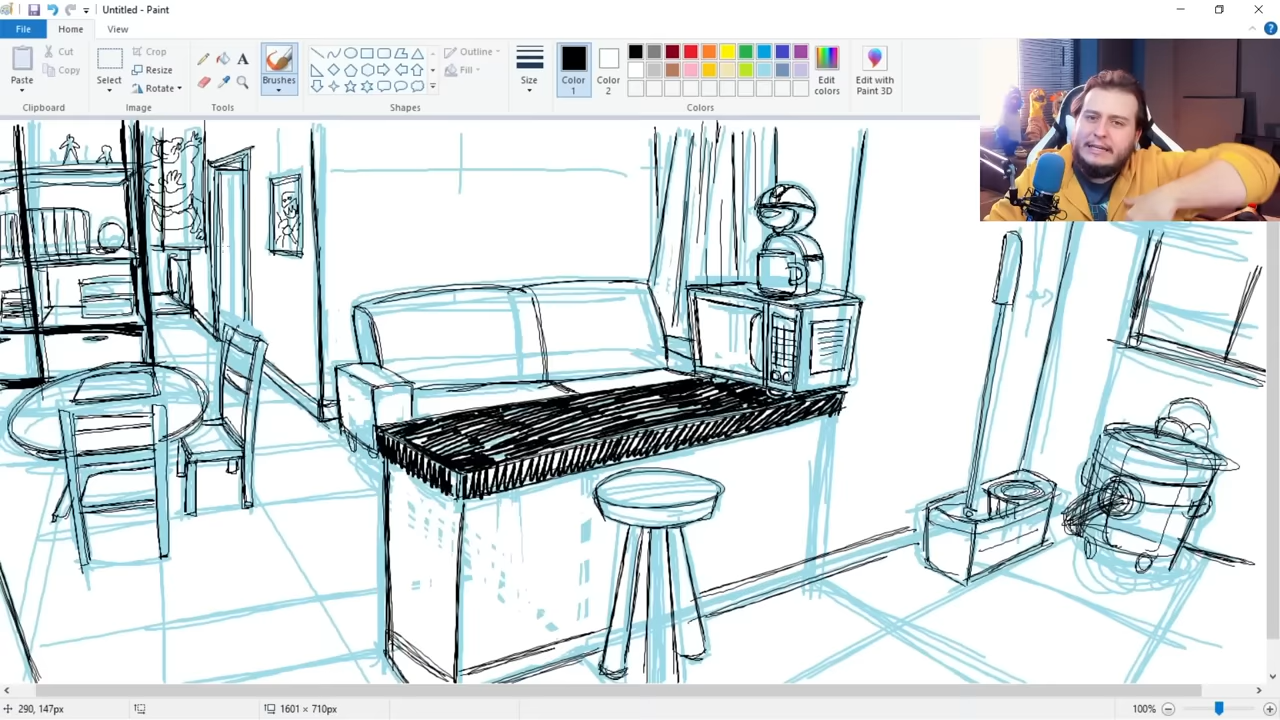 Untitled - Paint
File Home View
Paste
Cut
Copy
Clipboard
Select
Crop
Resize
Rotate
Image
A
Tools
Brushes
Shapes
Outline
Fill
Size
Color 1
Color 2
Edit colors
Colors
Edit with Paint 3D
290, 147px
1601 × 710px
100%